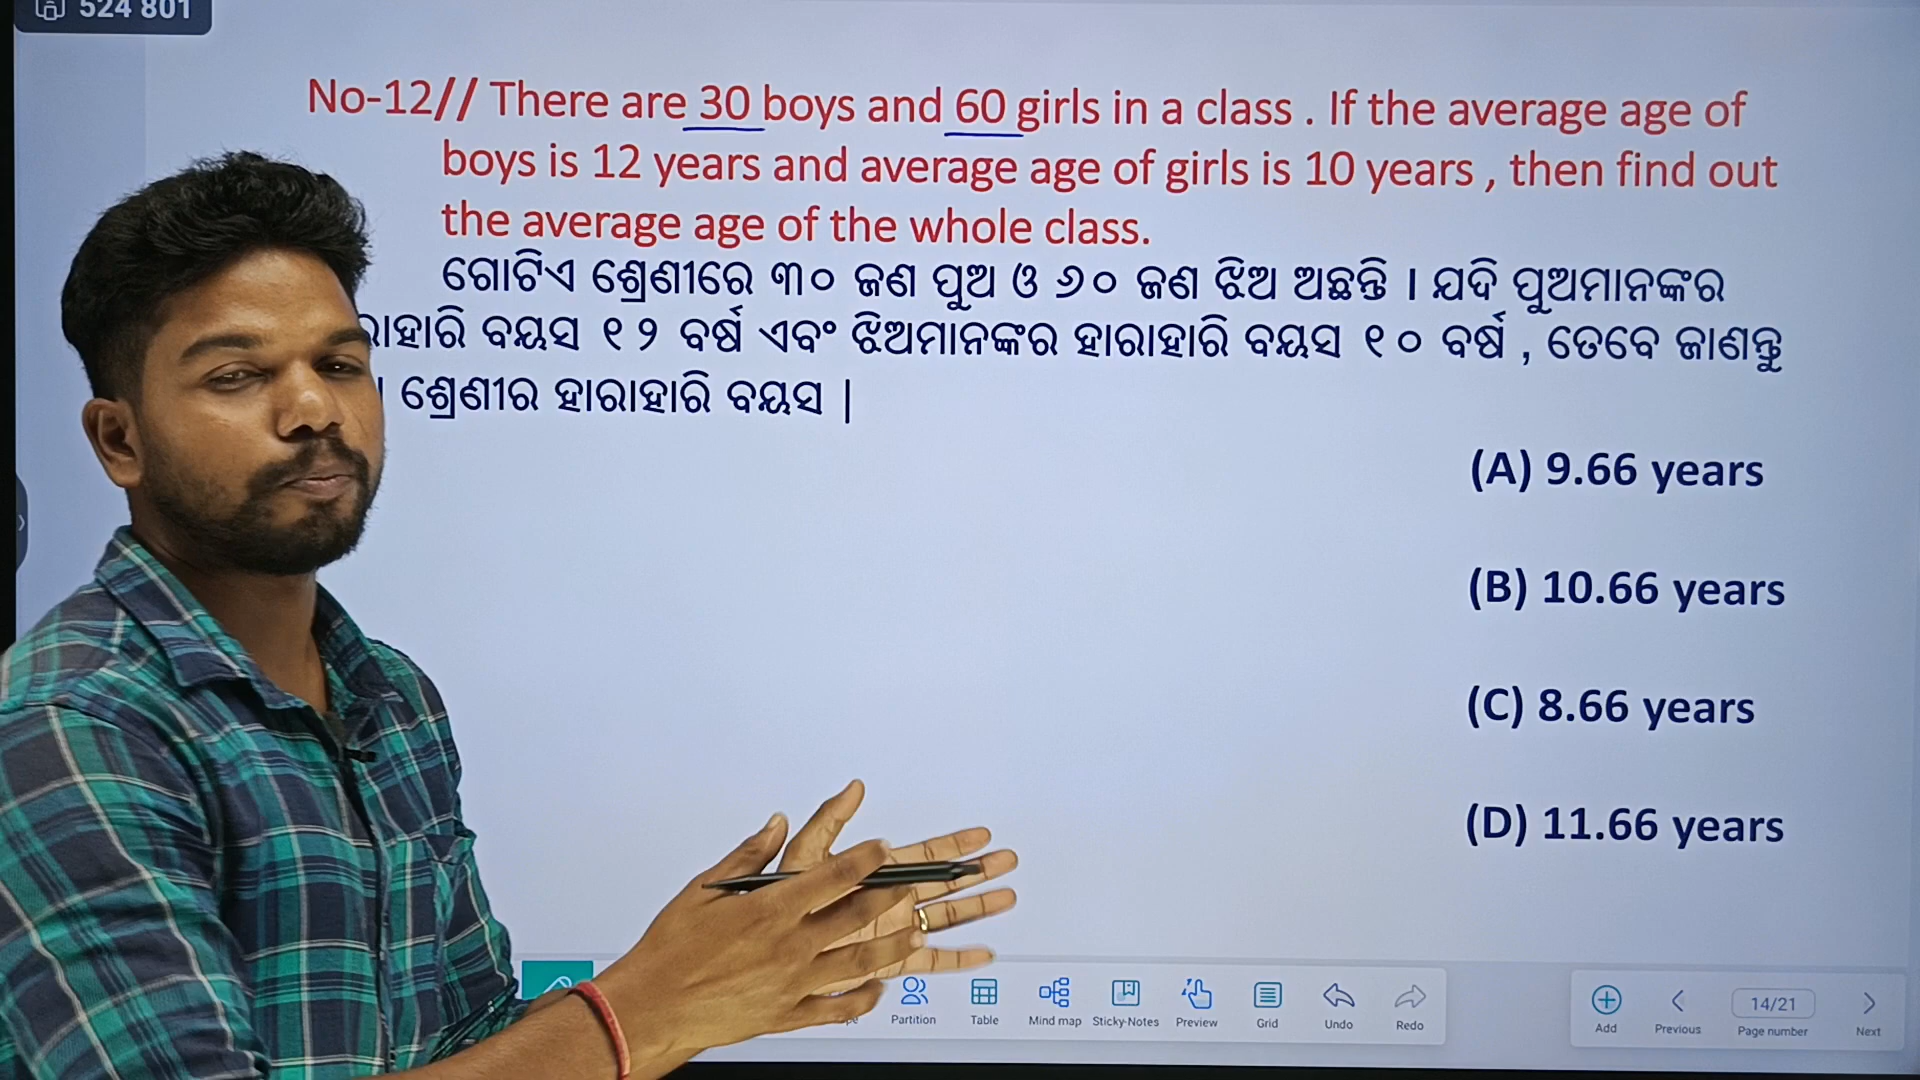 524 801
No-12// There are 30 boys and 60 girls in a class . If the average age of
boys is 12 years and average age of girls is 10 years , then find out
the average age of the whole class.
ଗୋଟିଏ ଶ୍ରେଣୀରେ ୩୦ ଜଣ ପୁଅ ଓ ୬୦ ଜଣ ଝିଅ ଅଛନ୍ତି । ଯଦି ପୁଅମାନଙ୍କର
ରାହାରି ବୟସ ୧୨ ବର୍ଷ ଏବଂ ଝିଅମାନଙ୍କର ହାରାହାରି ବୟସ ୧୦ ବର୍ଷ , ତେବେ ଜାଣନ୍ତୁ
ଶ୍ରେଣୀର ହାରାହାରି ବୟସ |
(A) 9.66 years
(B) 10.66 years
(C) 8.66 years
(D) 11.66 years
Partition Table Mind map Sticky-Notes Preview Grid Undo Redo
Add Previous 14/21 Page number Next